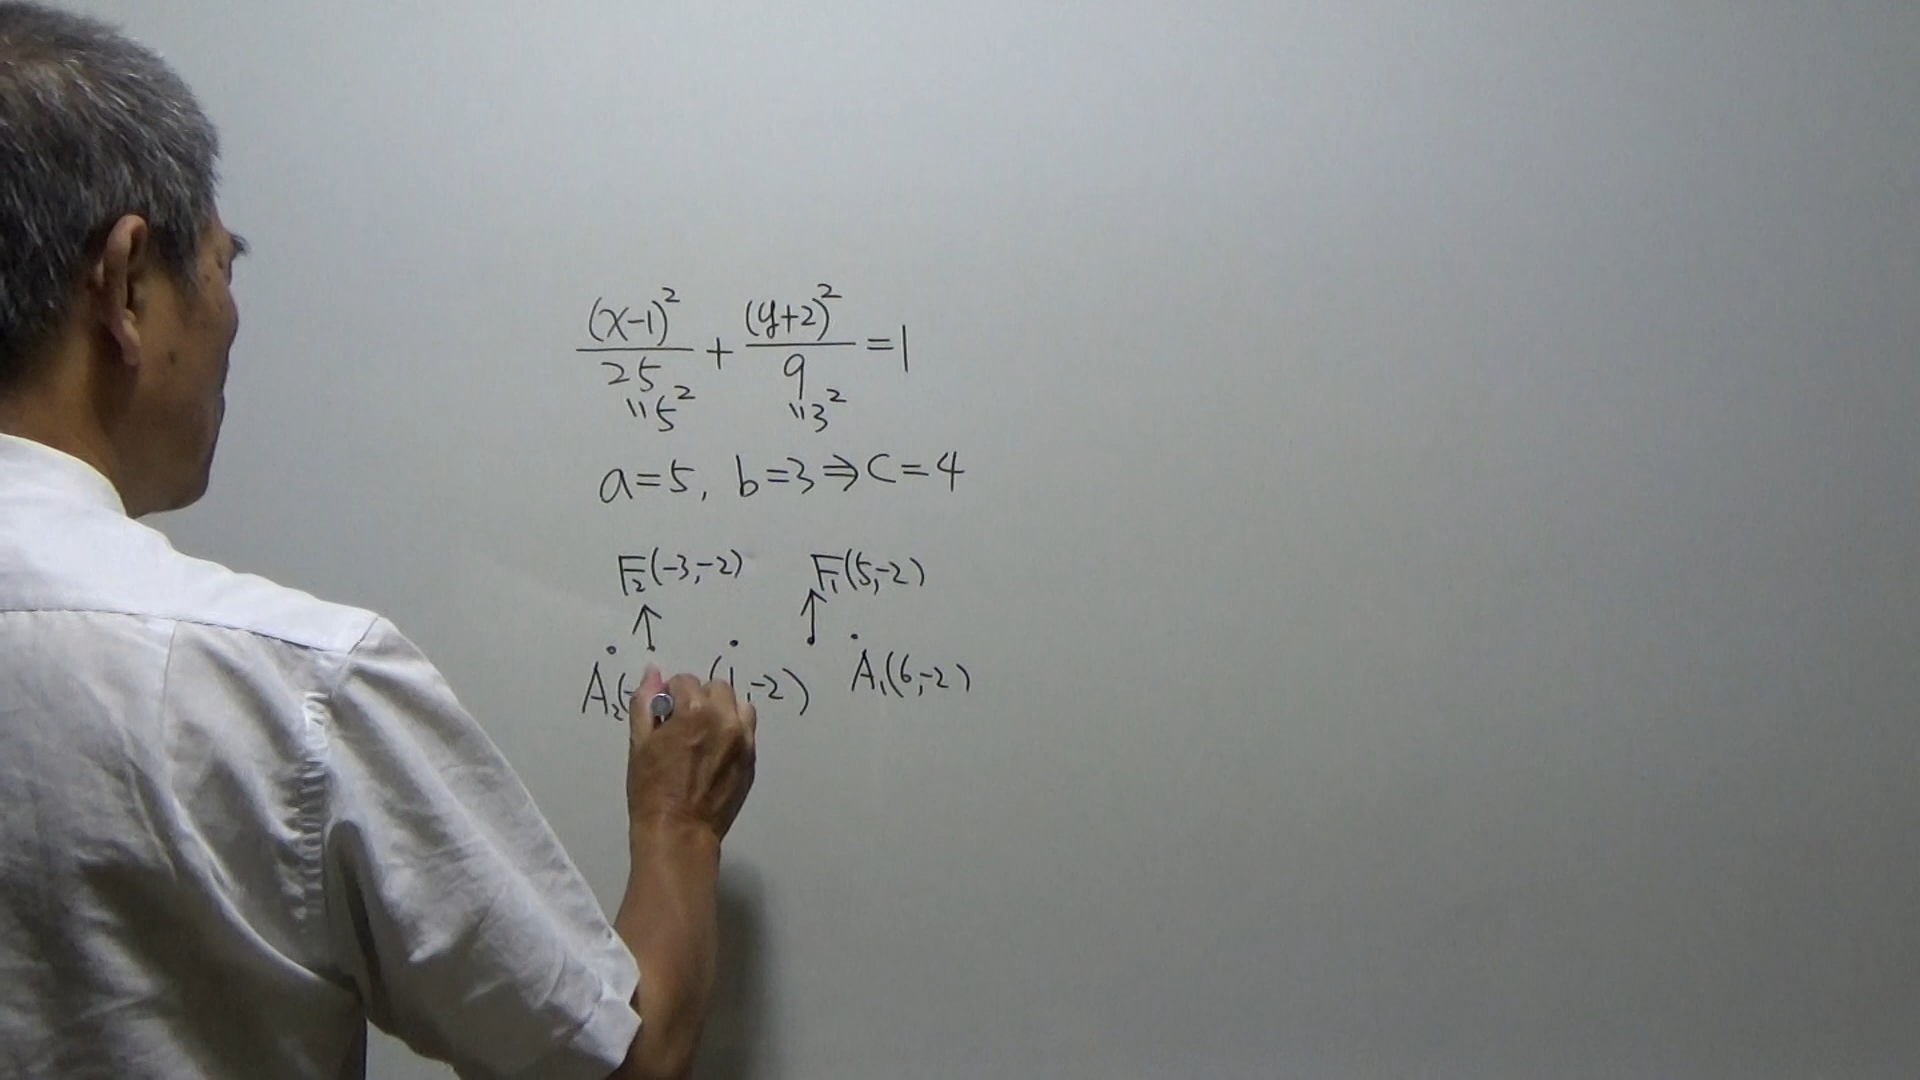 (x-1)²/25 + (y+2)²/9 = 1
"5² "3²
a=5, b=3 ⇒ C=4
F₂(-3,-2) F₁(5,-2)
↑ ↑
A₂(- (1,-2) A₁(6,-2)